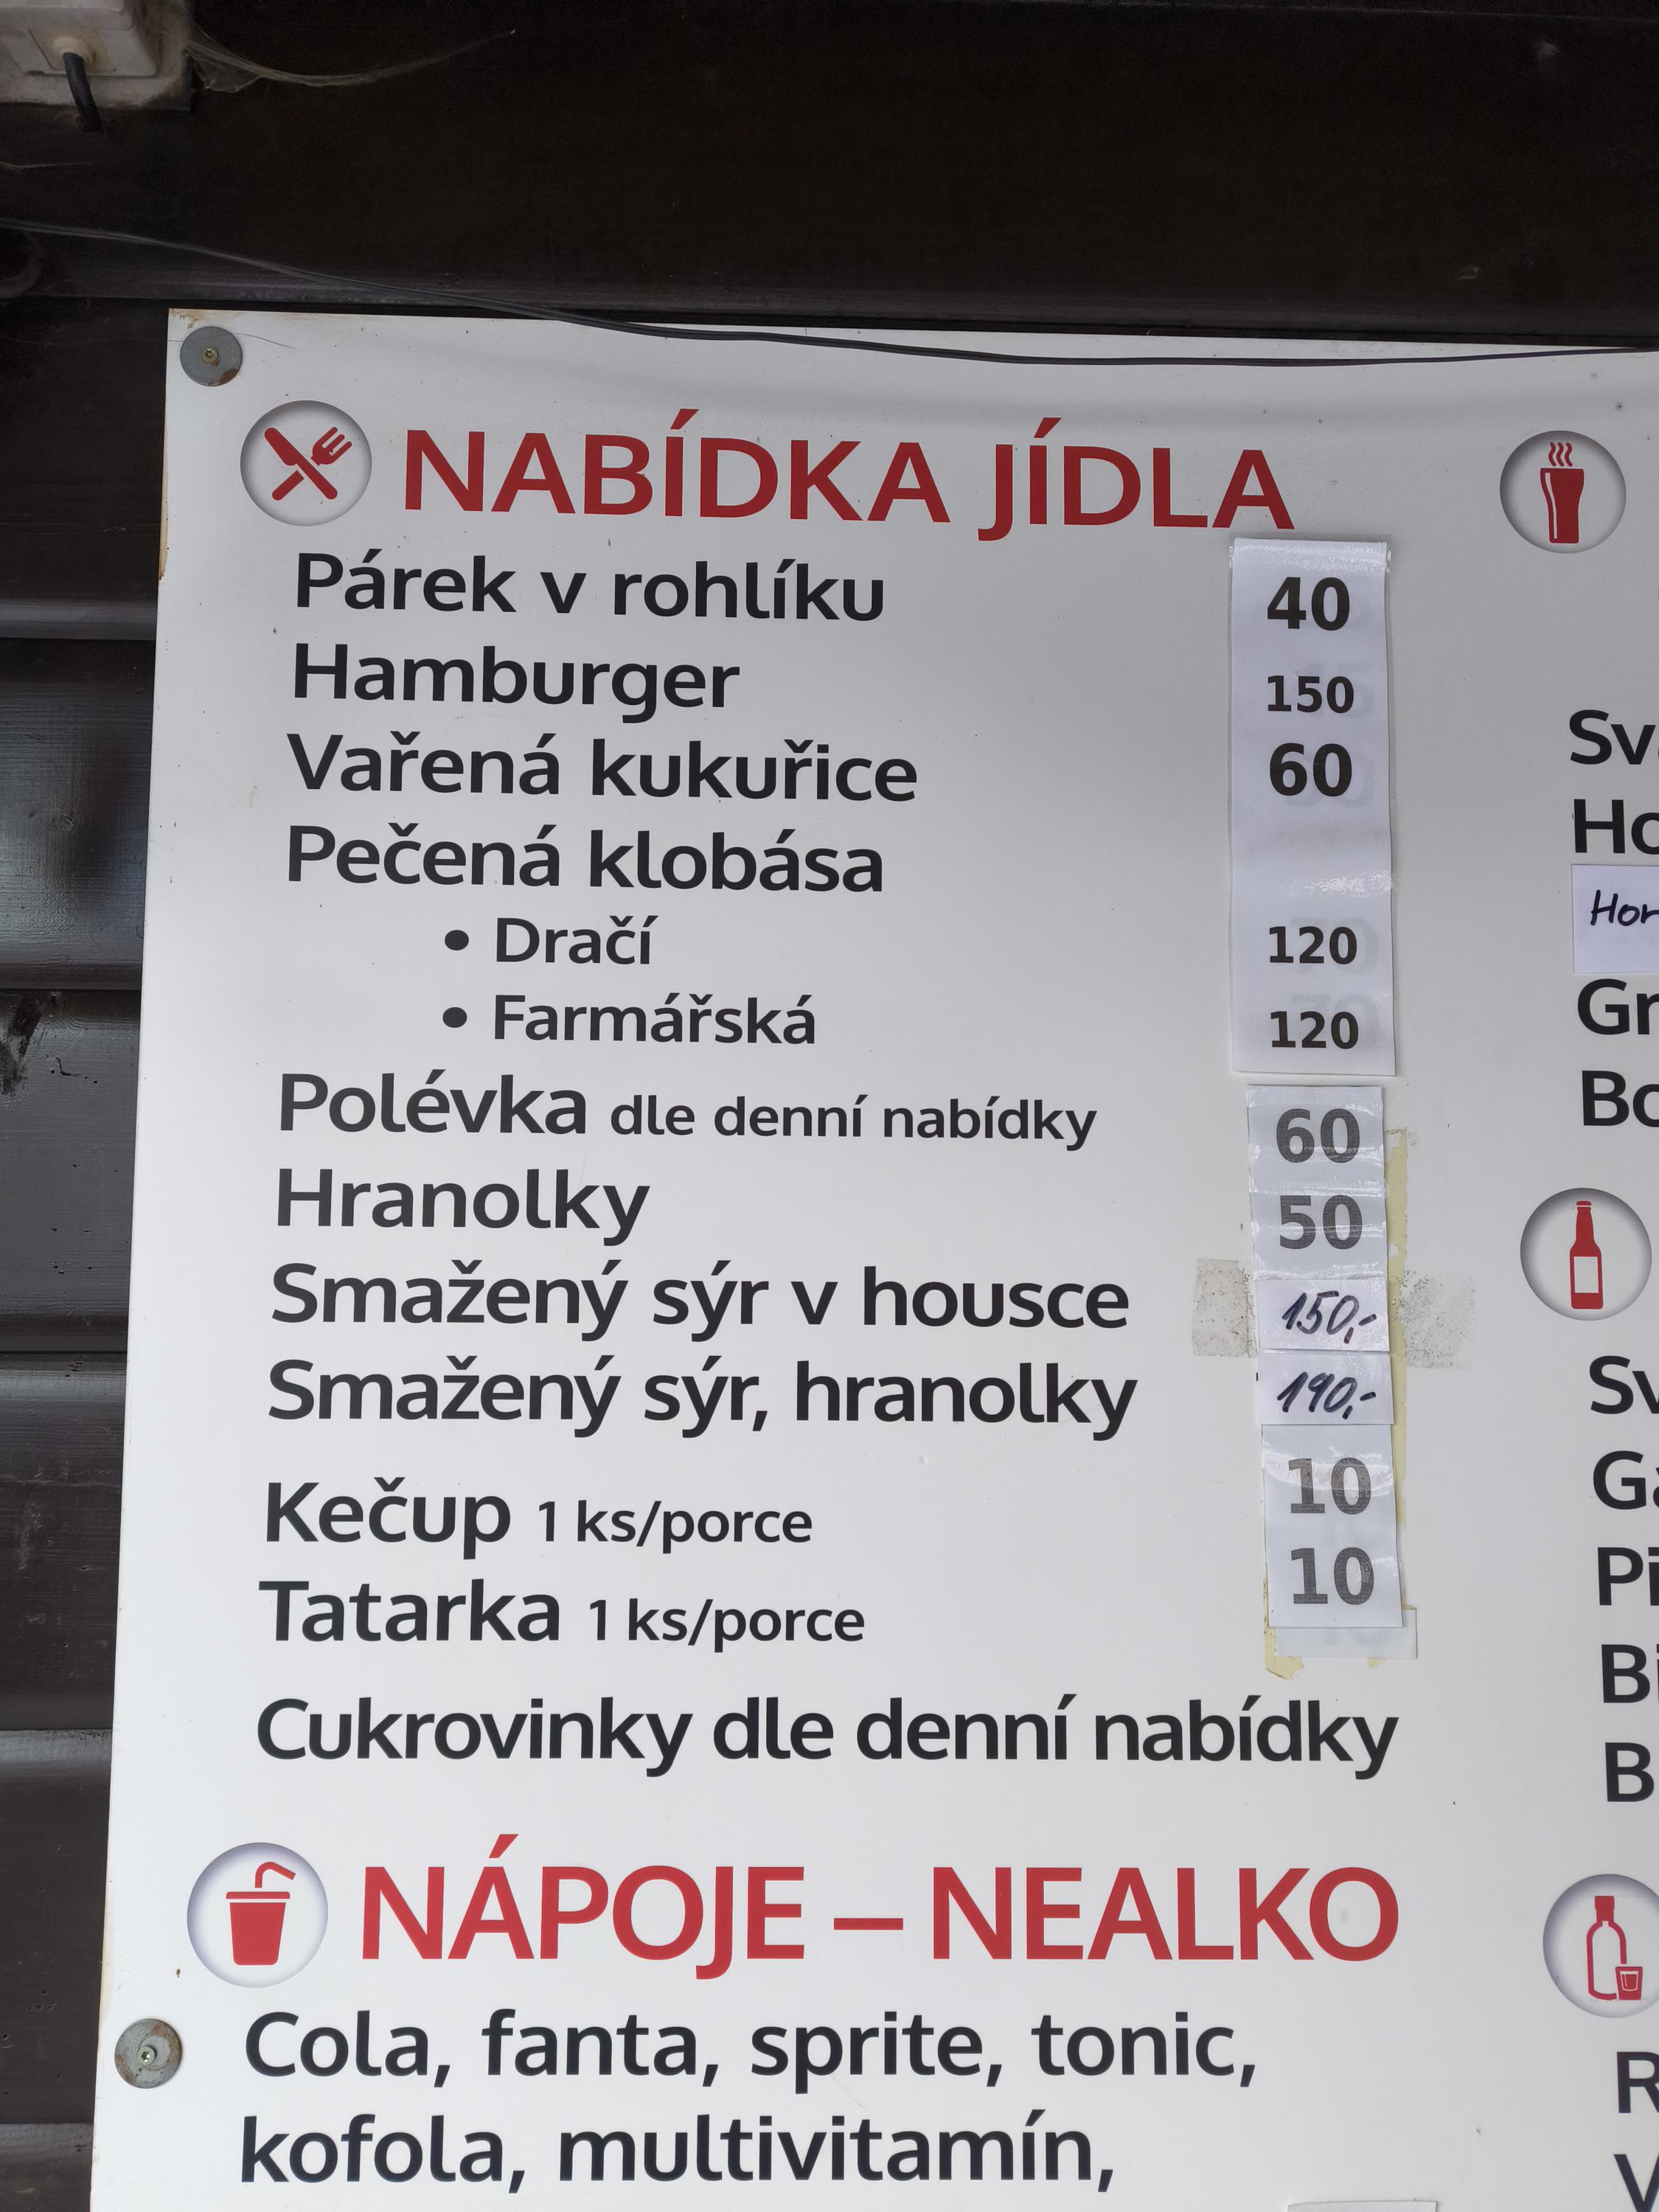 NABÍDKA JÍDLA
Párek v rohlíku 40
Hamburger 150
Vařená kukuřice 60
Pečená klobása
• Dračí 120
• Farmářská 120
Polévka dle denní nabídky 60
Hranolky 50
Smažený sýr v housce 150,-
Smažený sýr, hranolky 190,-
Kečup 1 ks/porce 10
Tatarka 1 ks/porce 10
Cukrovinky dle denní nabídky
NÁPOJE – NEALKO
Cola, fanta, sprite, tonic,
kofola, multivitamín,